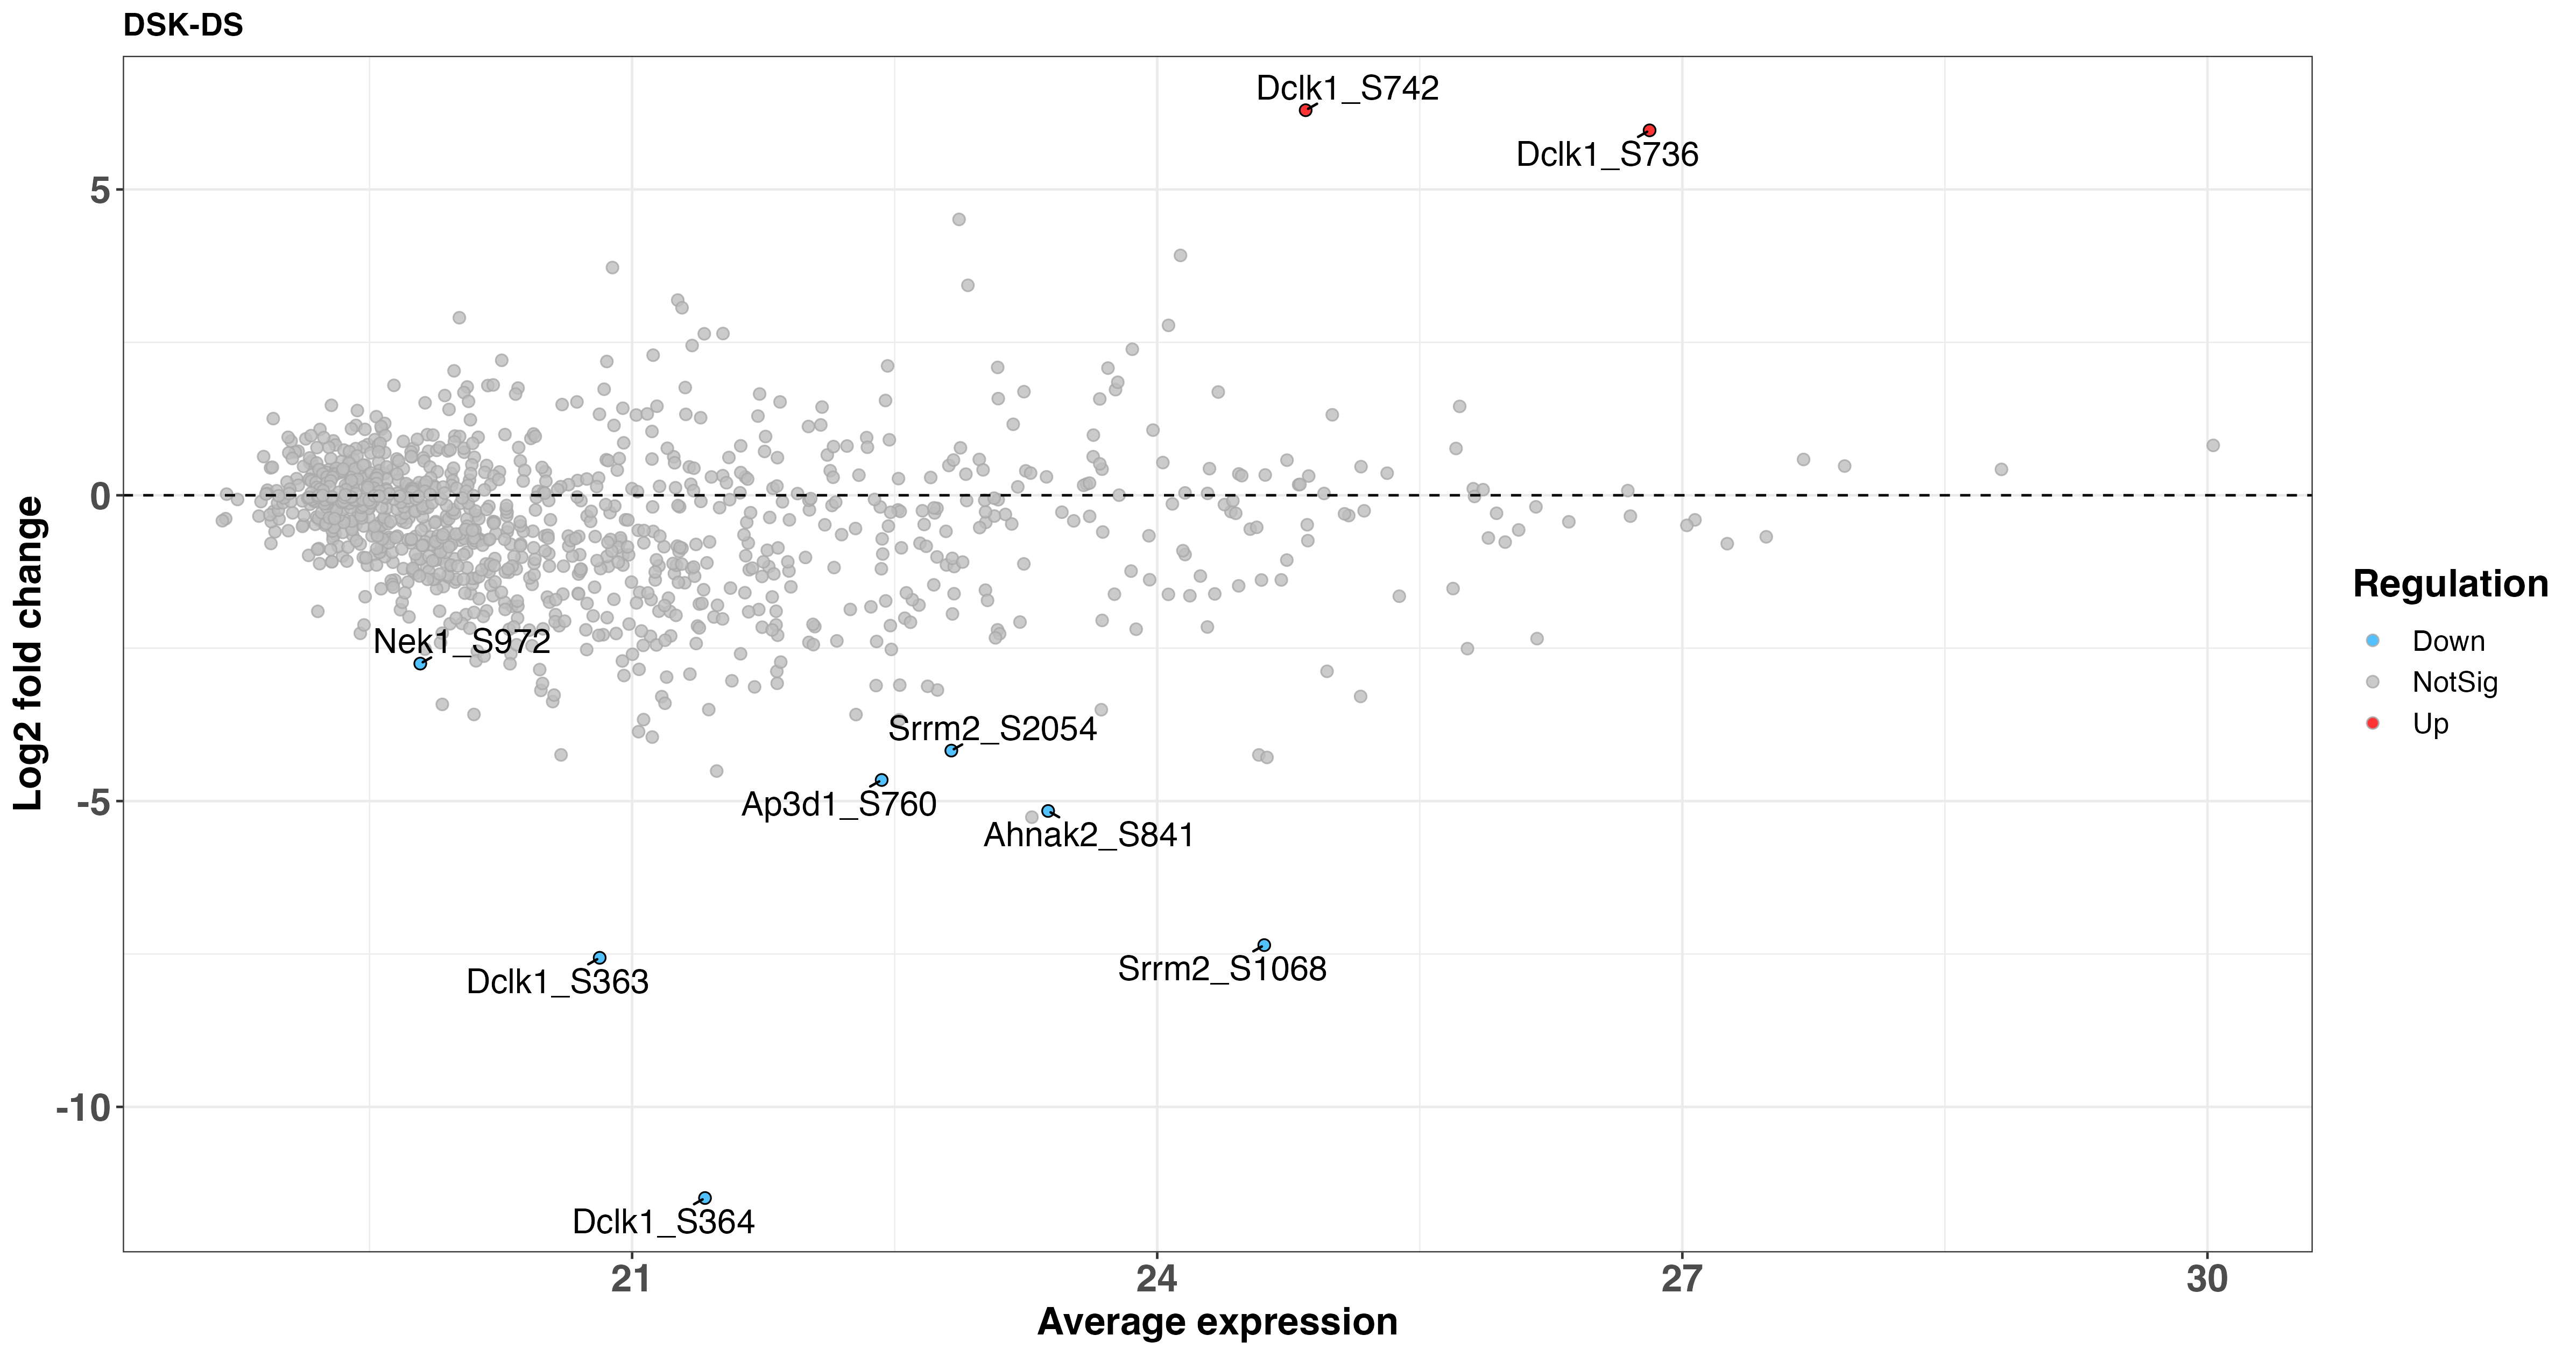 DSK-DS
Dclk1_S742
Dclk1_S736
5
0
Nek1_S972
Srrm2_S2054
Ap3d1_S760
-5
Ahnak2_S841
Dclk1_S363
Srrm2_S1068
-10
Dclk1_S364
21
24
27
30
Average expression
Log2 fold change
Regulation
Down
NotSig
Up